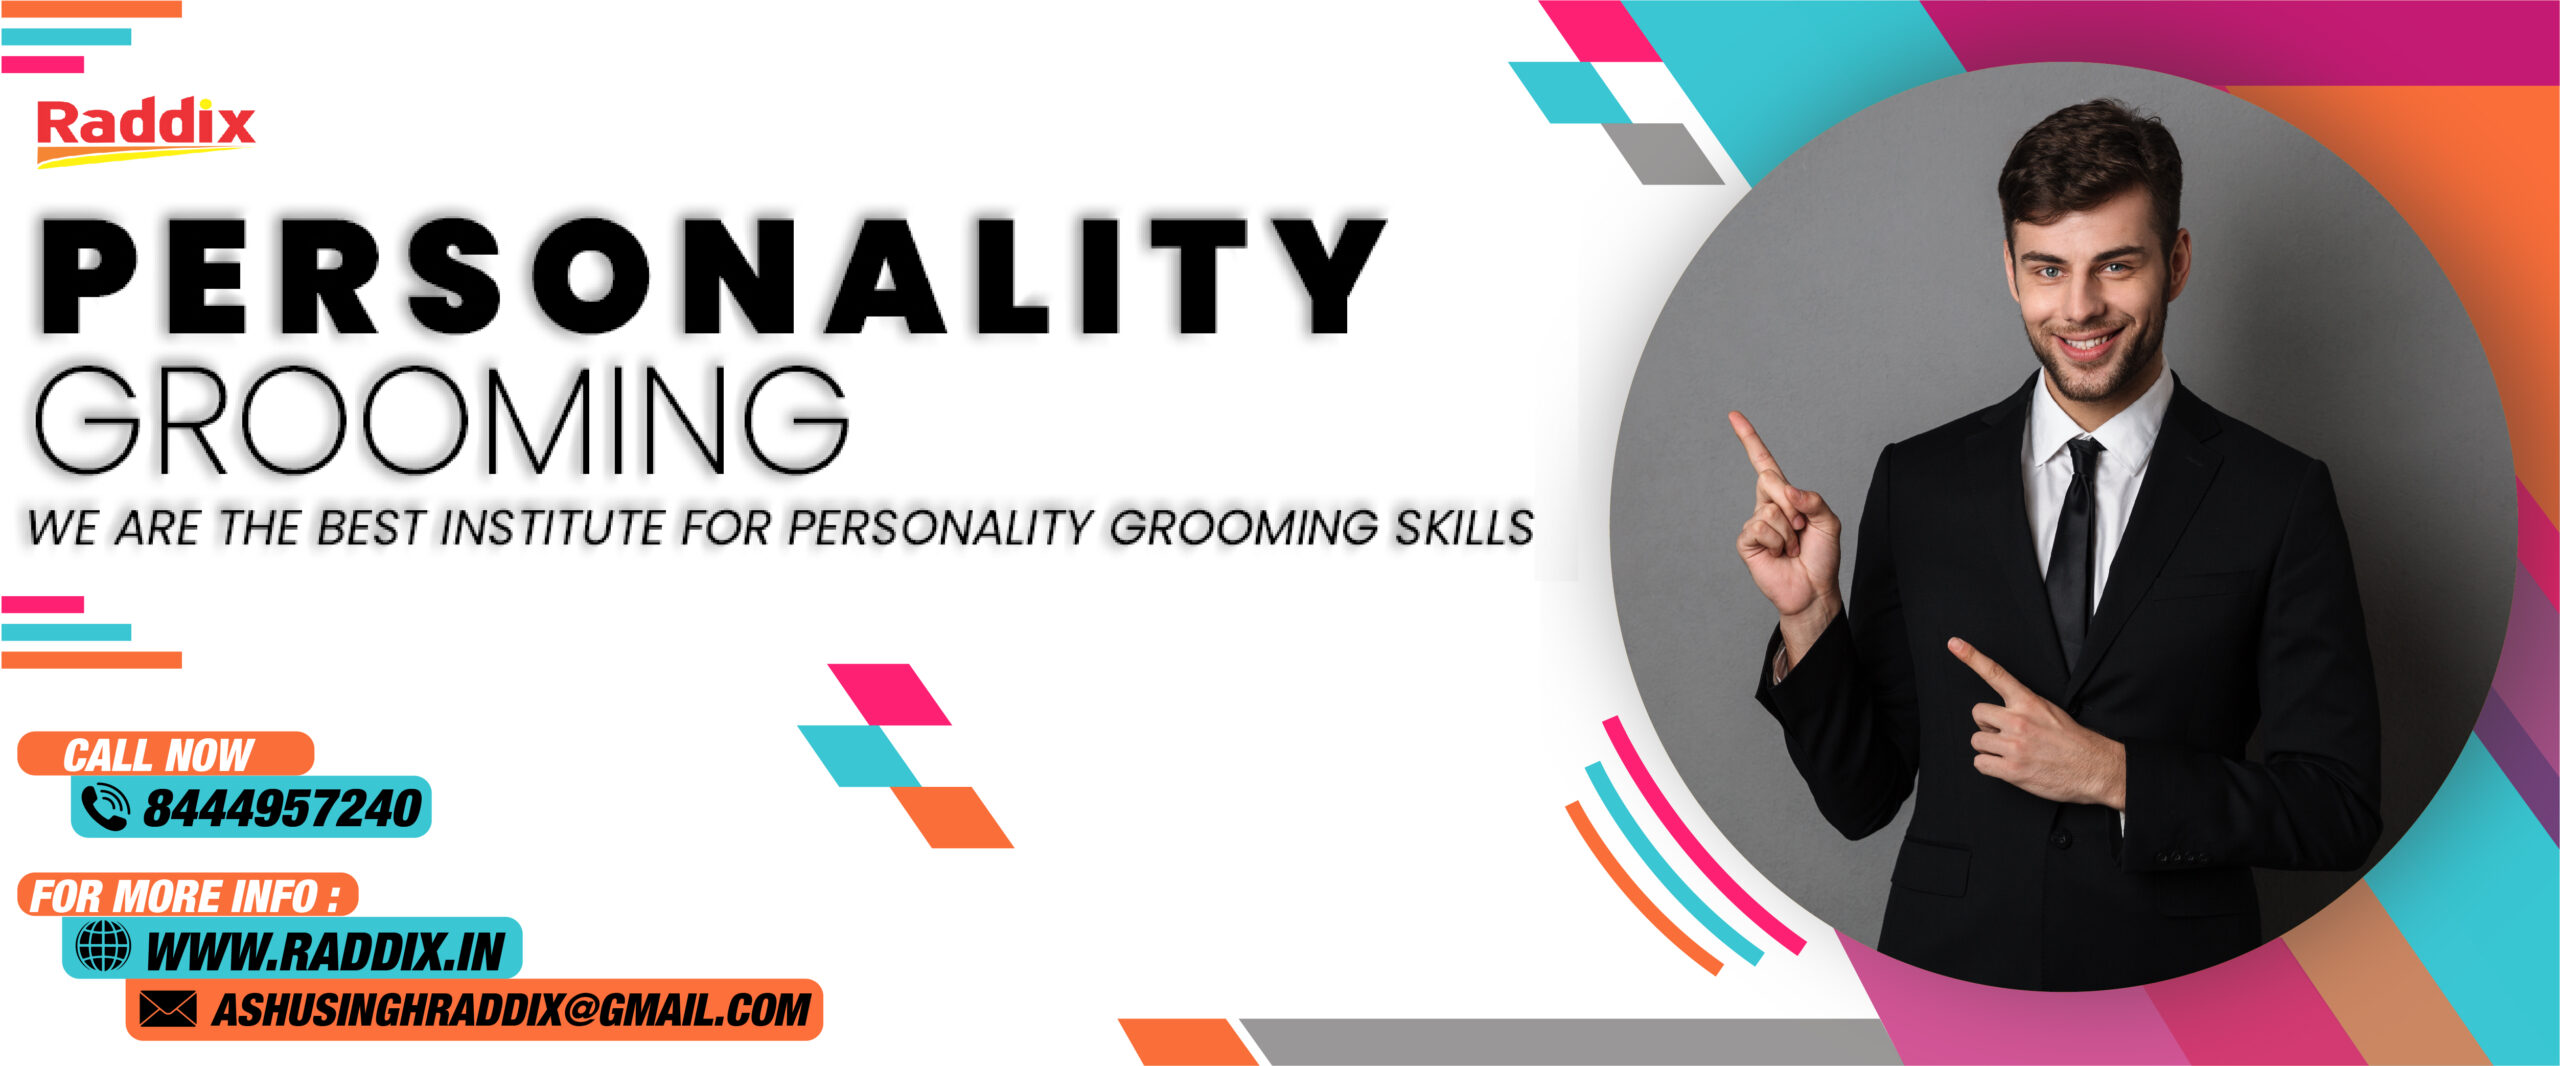 Raddix
PERSONALITY
GROOMING
WE ARE THE BEST INSTITUTE FOR PERSONALITY GROOMING SKILLS
CALL NOW
8444957240
FOR MORE INFO :
WWW.RADDIX.IN
ASHUSINGHRADDIX@GMAIL.COM